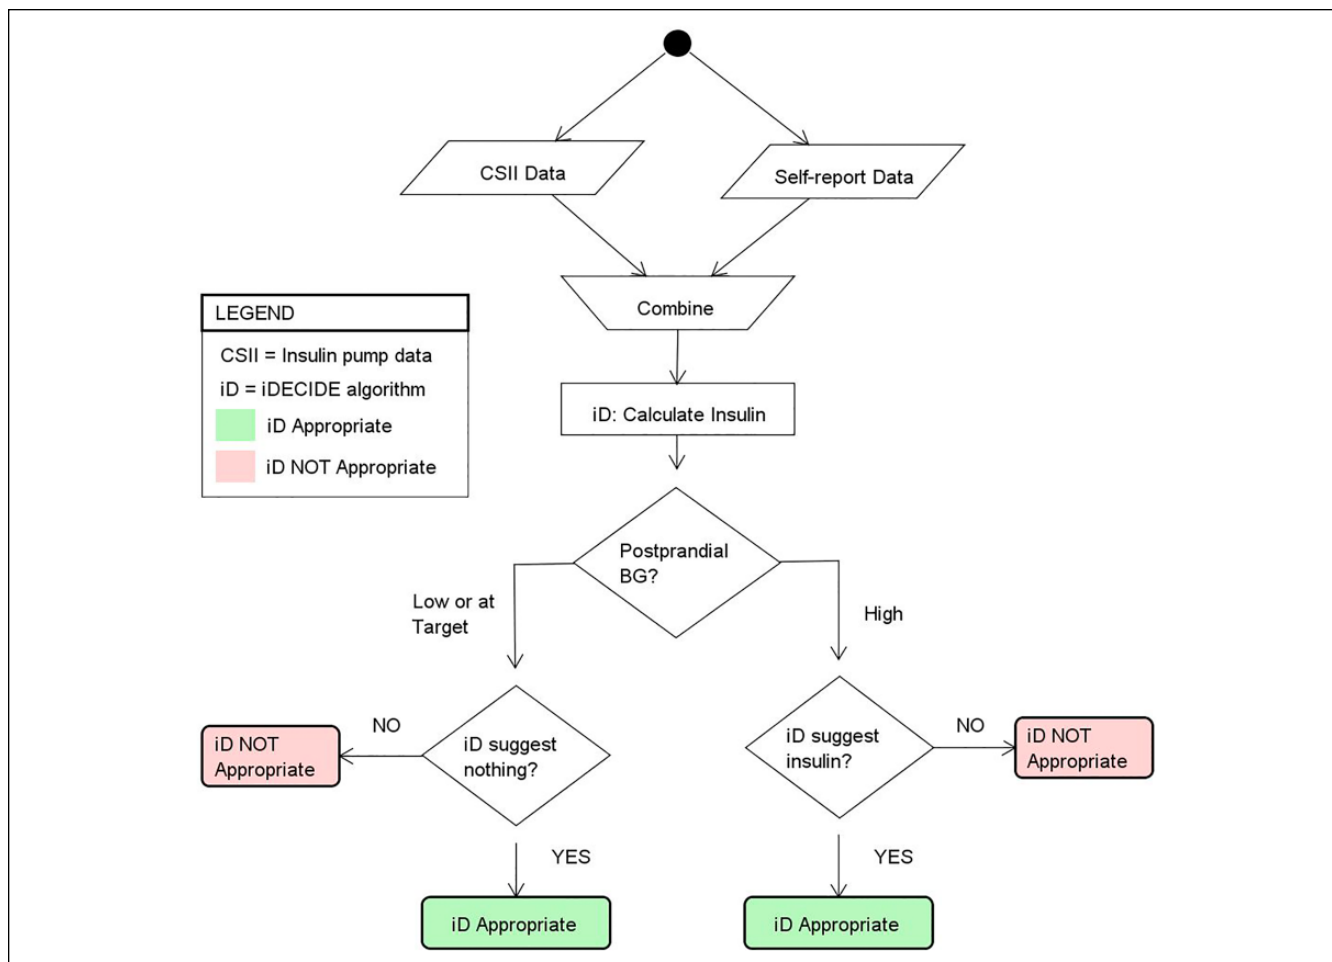 CSII Data
Self-report Data
Combine
LEGEND
CSII = Insulin pump data
iD = iDECIDE algorithm
iD Appropriate
iD NOT Appropriate
iD: Calculate Insulin
Postprandial
BG?
Low or at
Target
High
NO
iD NOT
Appropriate
iD suggest
nothing?
YES
iD Appropriate
iD suggest
insulin?
NO
iD NOT
Appropriate
YES
iD Appropriate